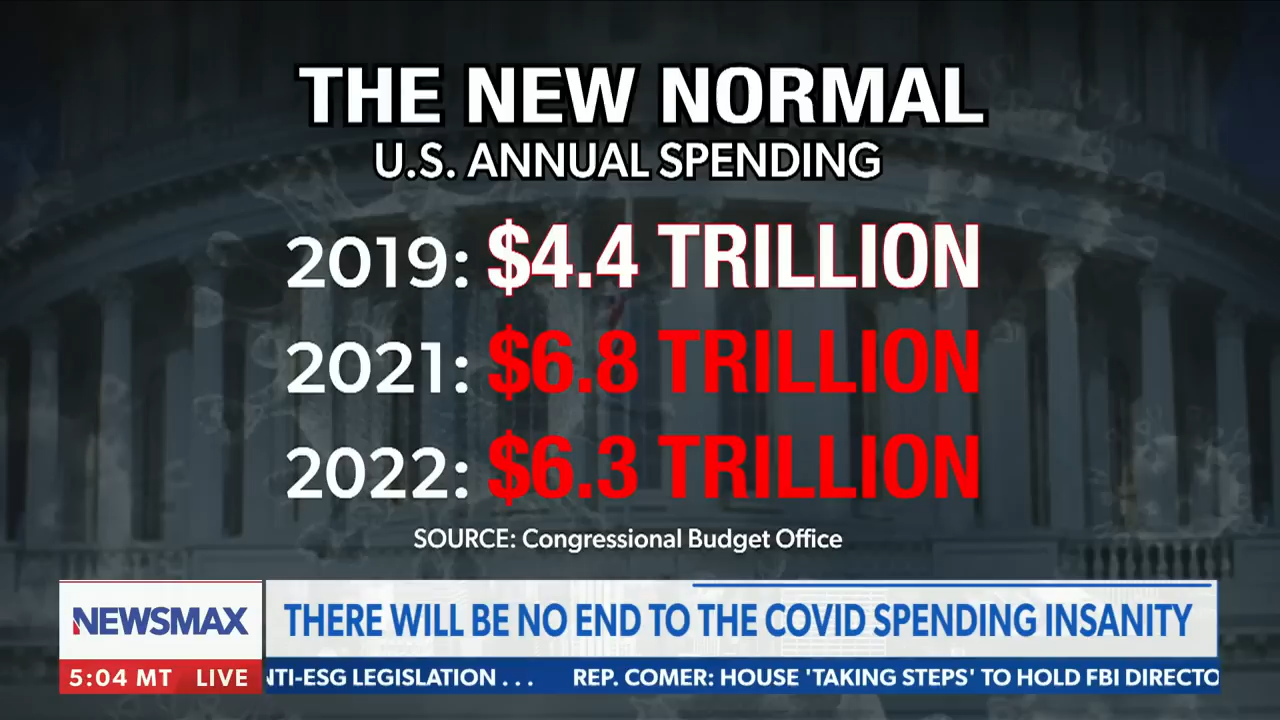 THE NEW NORMAL
U.S. ANNUAL SPENDING
2019: $4.4 TRILLION
2021: $6.8 TRILLION
2022: $6.3 TRILLION
SOURCE: Congressional Budget Office
NEWSMAX
THERE WILL BE NO END TO THE COVID SPENDING INSANITY
5:04 MT LIVE
NTI-ESG LEGISLATION . . . REP. COMER: HOUSE 'TAKING STEPS' TO HOLD FBI DIRECTO